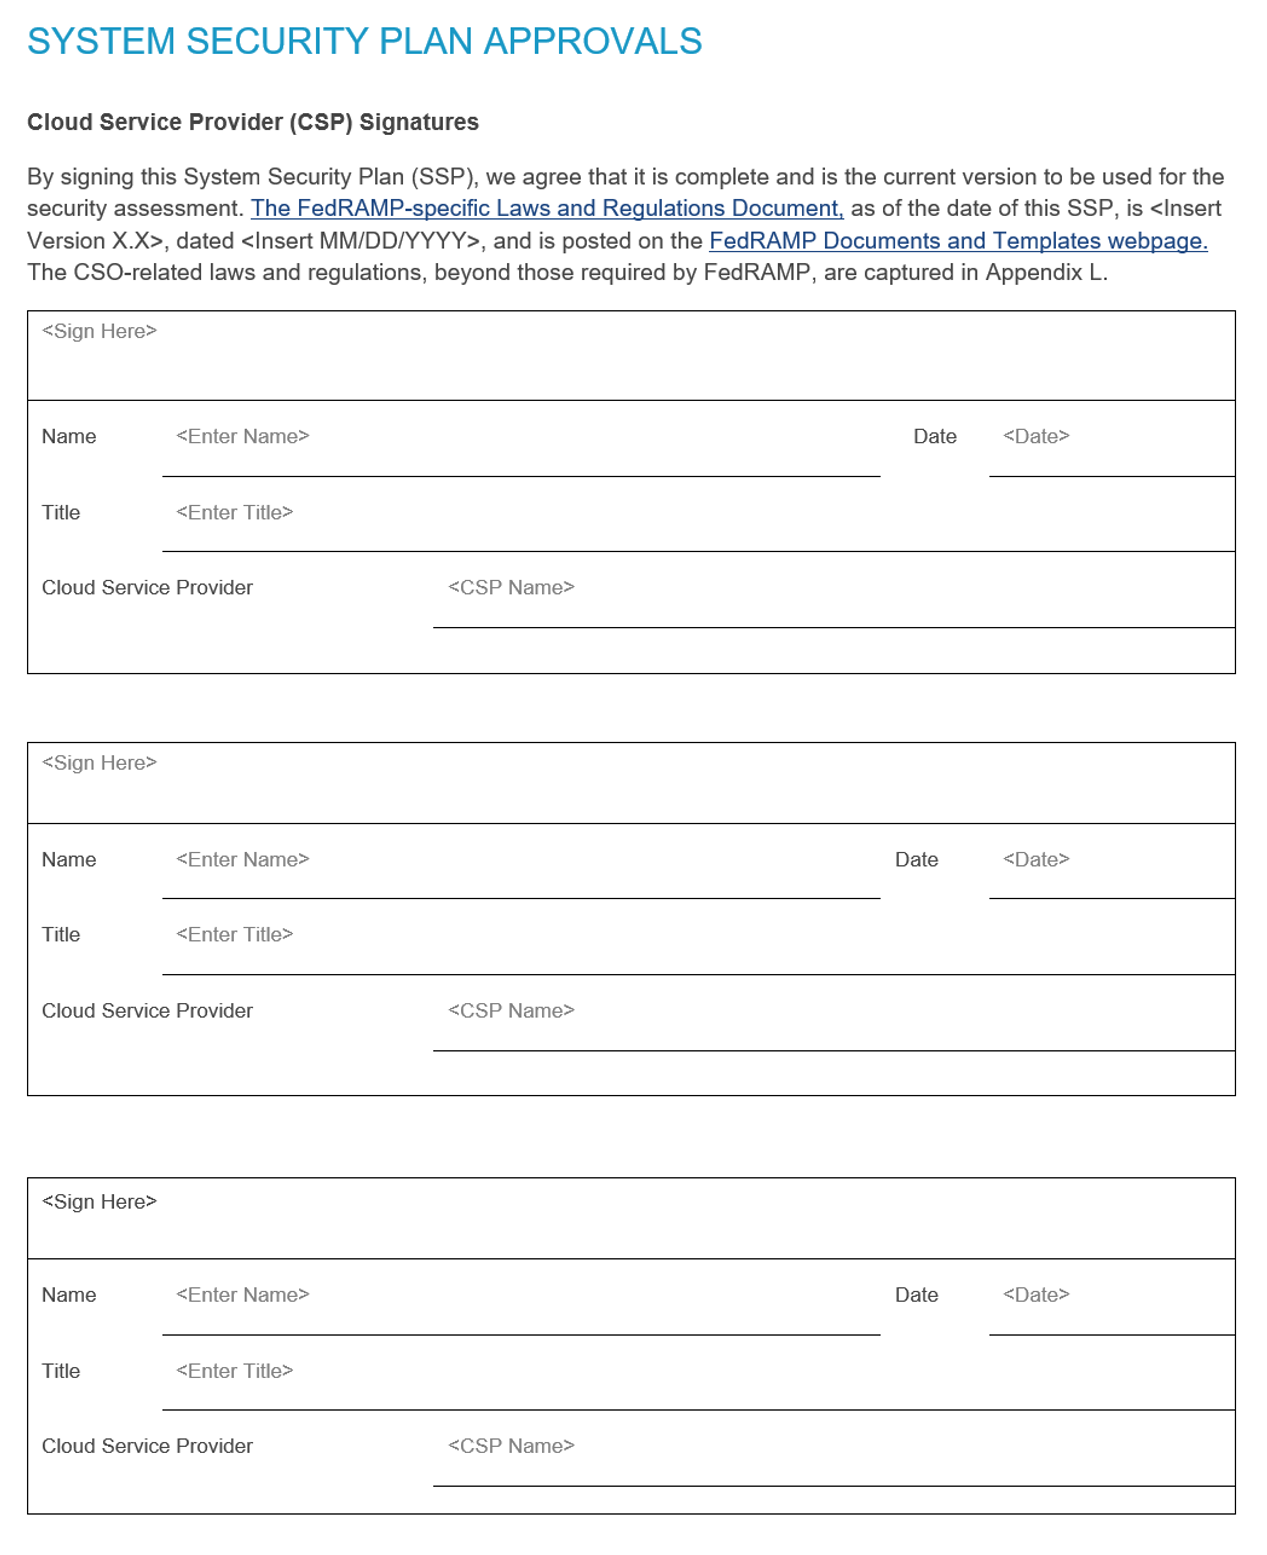 SYSTEM SECURITY PLAN APPROVALS
Cloud Service Provider (CSP) Signatures
By signing this System Security Plan (SSP), we agree that it is complete and is the current version to be used for the
security assessment. The FedRAMP-specific Laws and Regulations Document, as of the date of this SSP, is <Insert
Version X.X>, dated <Insert MM/DD/YYYY>, and is posted on the FedRAMP Documents and Templates webpage.
The CSO-related laws and regulations, beyond those required by FedRAMP, are captured in Appendix L.
<Sign Here>
Name <Enter Name> Date <Date>
Title <Enter Title>
Cloud Service Provider <CSP Name>
<Sign Here>
Name <Enter Name> Date <Date>
Title <Enter Title>
Cloud Service Provider <CSP Name>
<Sign Here>
Name <Enter Name> Date <Date>
Title <Enter Title>
Cloud Service Provider <CSP Name>